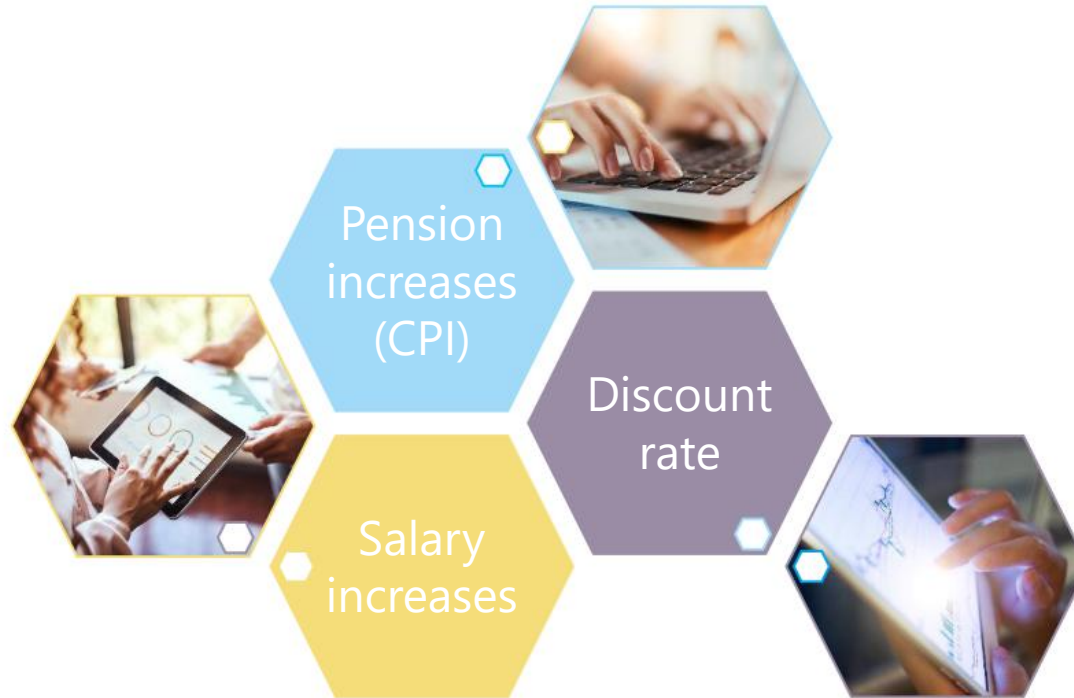 Pension
increases
(CPI)
Discount
rate
Salary
increases